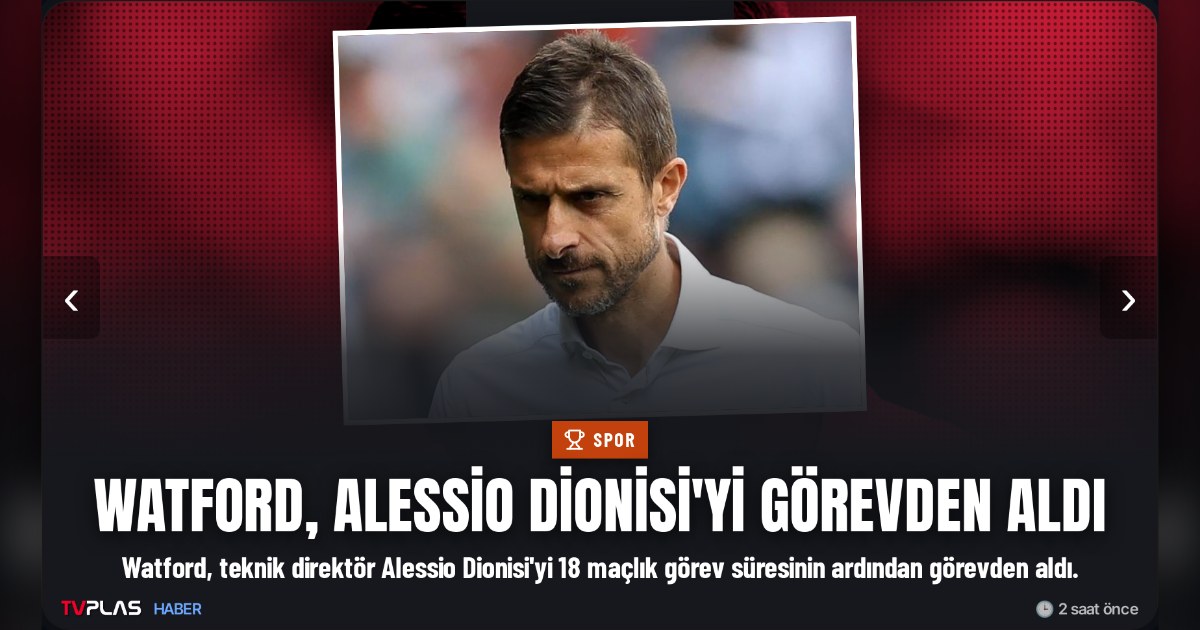 SPOR
WATFORD, ALESSİO DİONİSİ'Yİ GÖREVDEN ALDI
Watford, teknik direktör Alessio Dionisi'yi 18 maçlık görev süresinin ardından görevden aldı.
TVPLAS HABER
2 saat önce